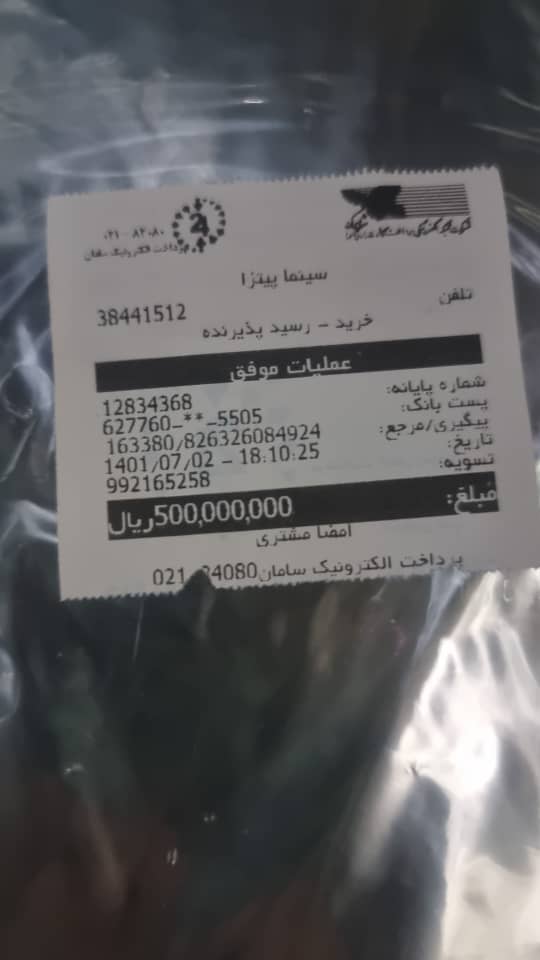 ۰۲۱-۸۴۰۸۰
پرداخت الکترونیک سامان
سینما پیتزا
تلفن 38441512
خرید - رسید پذیرنده
عملیات موفق
شماره پایانه: 12834368
پست بانک: 627760-**-5505
پیگیری/مرجع: 163380/826326084924
تاریخ: 1401/07/02 - 18:10:25
تسویه: 992165258
مبلغ: 500,000,000ریال
امضا مشتری
پرداخت الکترونیک سامان 021-84080